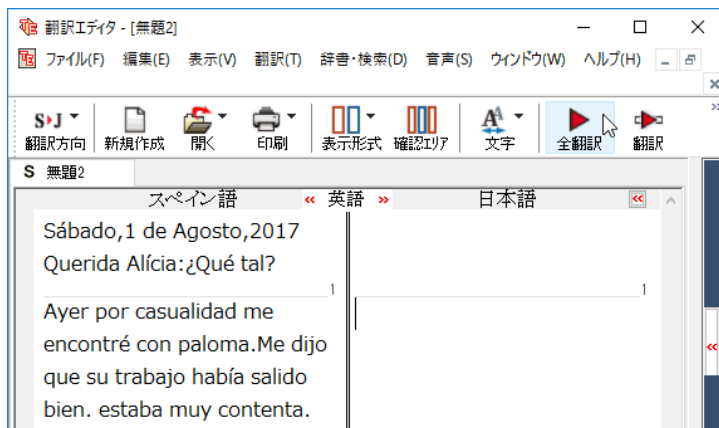 翻訳エディタ - [無題2]
ファイル(F) 編集(E) 表示(V) 翻訳(T) 辞書・検索(D) 音声(S) ウィンドウ(W) ヘルプ(H)
S›J
翻訳方向 新規作成 開く 印刷 表示形式 確認エリア 文字 全翻訳 翻訳
S 無題2
スペイン語 « 英語 » 日本語 «
Sábado,1 de Agosto,2017
Querida Alícia:¿Qué tal?
1 1
Ayer por casualidad me
encontré con paloma.Me dijo
que su trabajo había salido
bien. estaba muy contenta.